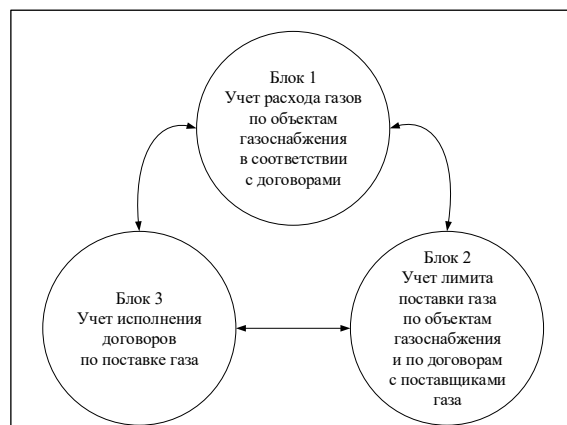 Блок 1
Учет расхода газов
по объектам
газоснабжения
в соответствии
с договорами
Блок 3
Учет исполнения
договоров
по поставке газа
Блок 2
Учет лимита
поставки газа
по объектам
газоснабжения
и по договорам
с поставщиками
газа